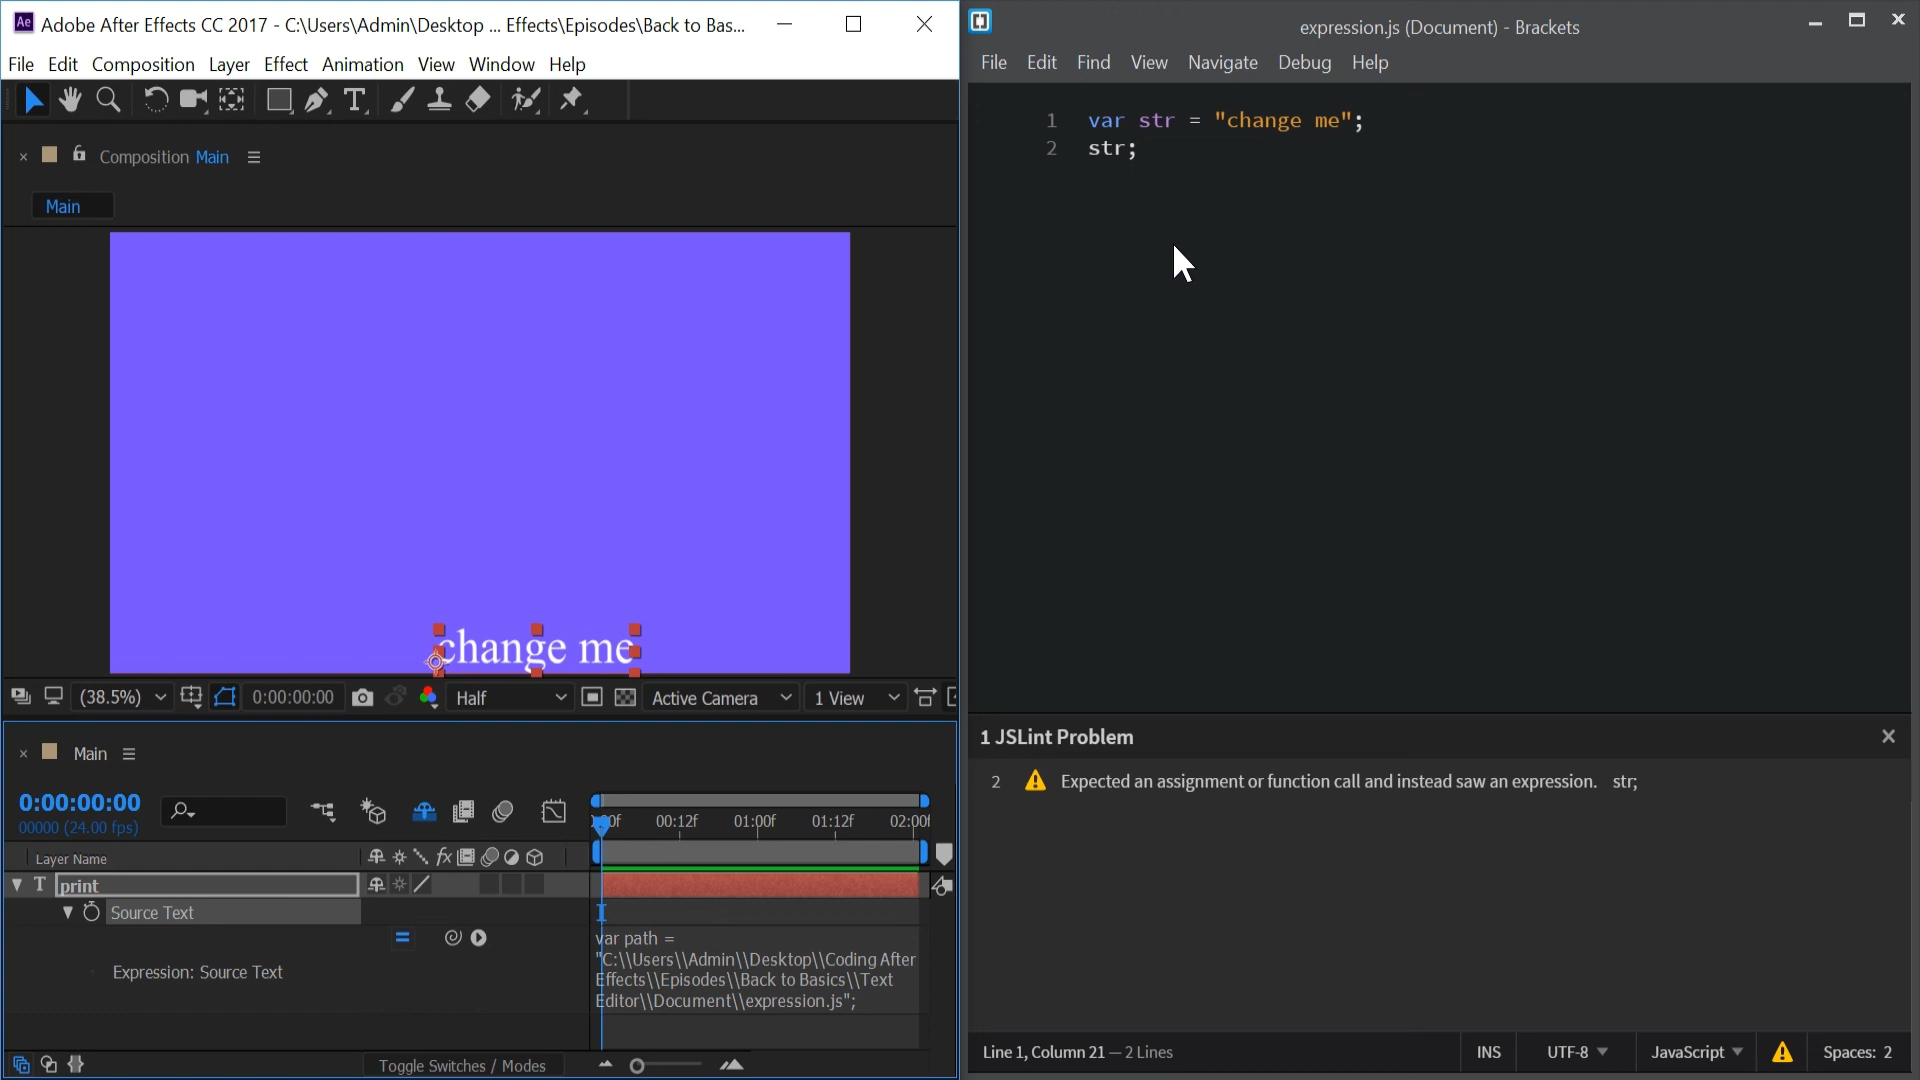 Adobe After Effects CC 2017 - C:\Users\Admin\Desktop ... Effects\Episodes\Back to Bas...
File Edit Composition Layer Effect Animation View Window Help
Composition Main
Main
change me
(38.5%) 0:00:00:00 Half Active Camera 1 View
Main
0:00:00:00
00000 (24.00 fps)
00:12f 01:00f 01:12f 02:00f
Layer Name
T print
Source Text
Expression: Source Text
var path =
"C:\\Users\\Admin\\Desktop\\Coding After
Effects\\Episodes\\Back to Basics\\Text
Editor\\Document\\expression.js";
Toggle Switches / Modes
expression.js (Document) - Brackets
File Edit Find View Navigate Debug Help
1 var str = "change me";
2 str;
1 JSLint Problem
2 Expected an assignment or function call and instead saw an expression. str;
Line 1, Column 21 — 2 Lines
INS UTF-8 JavaScript Spaces: 2